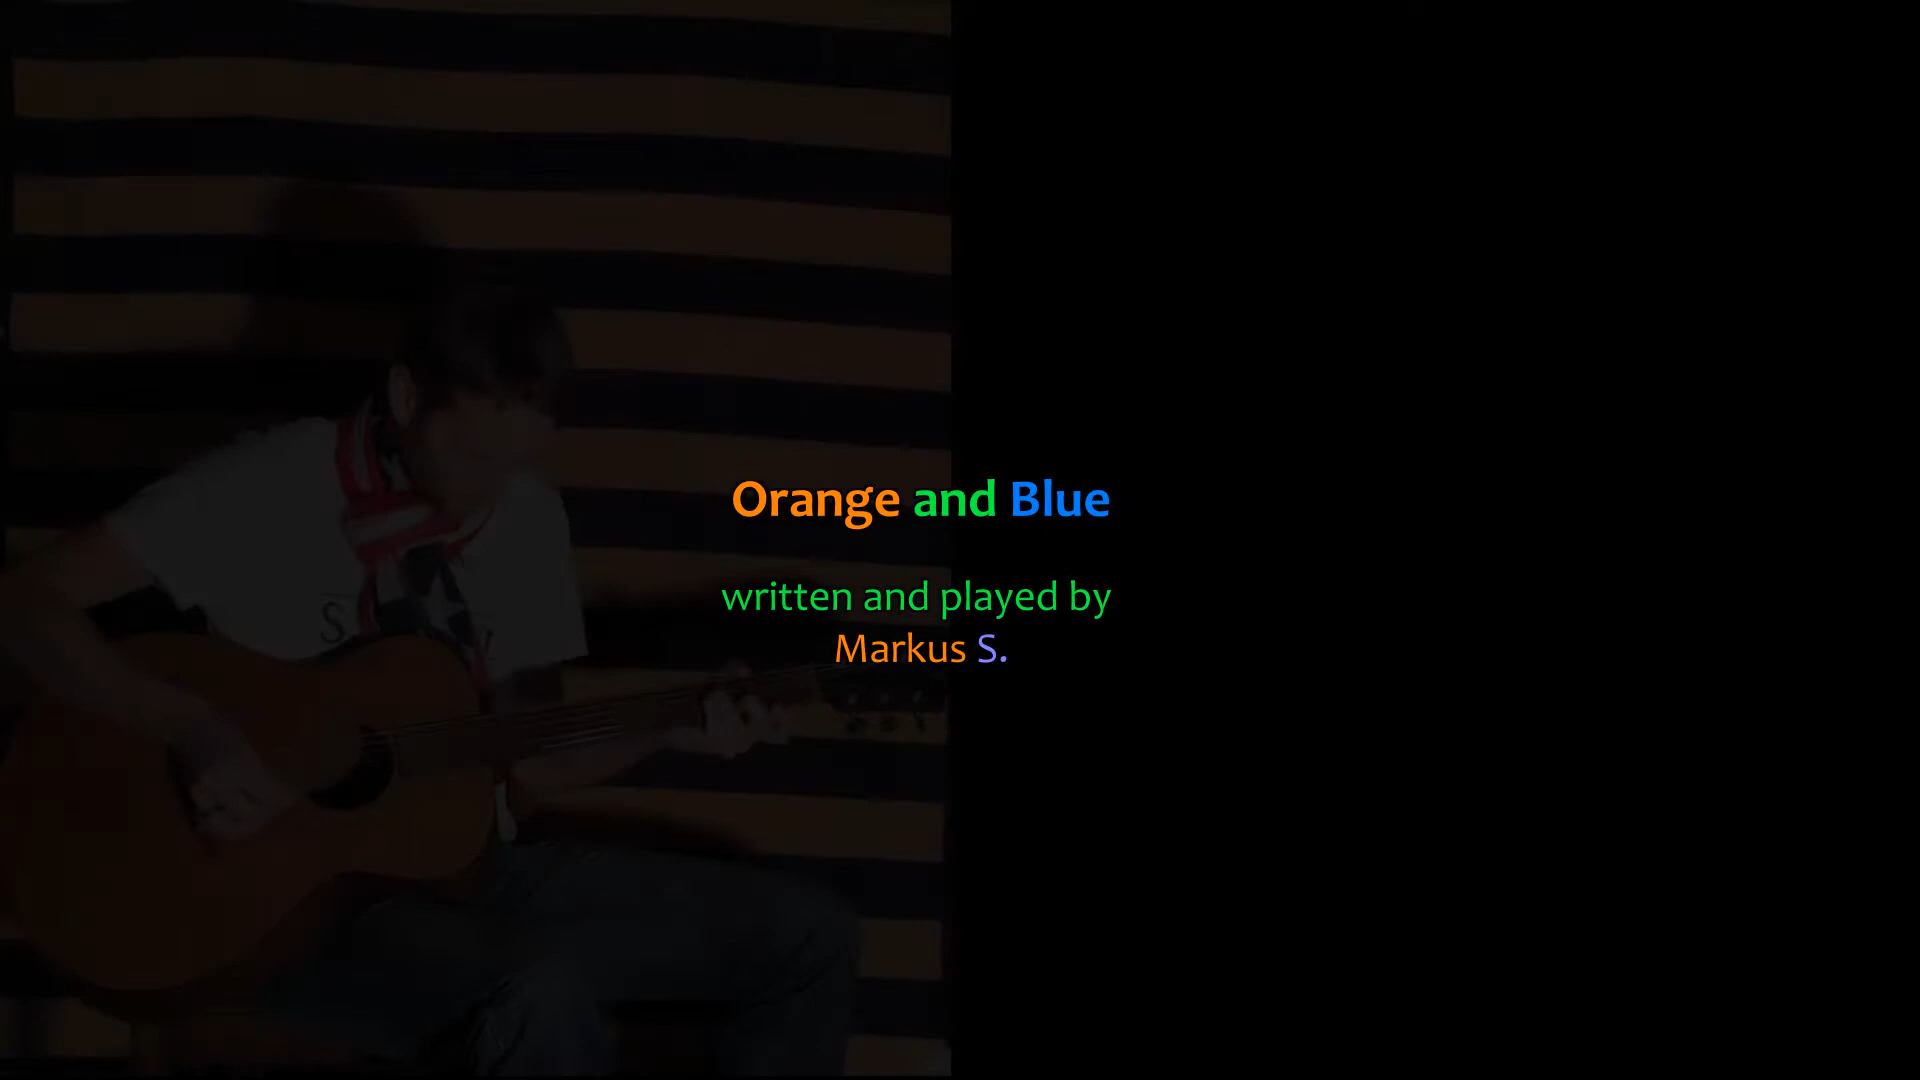 Orange and Blue
written and played by
Markus S.